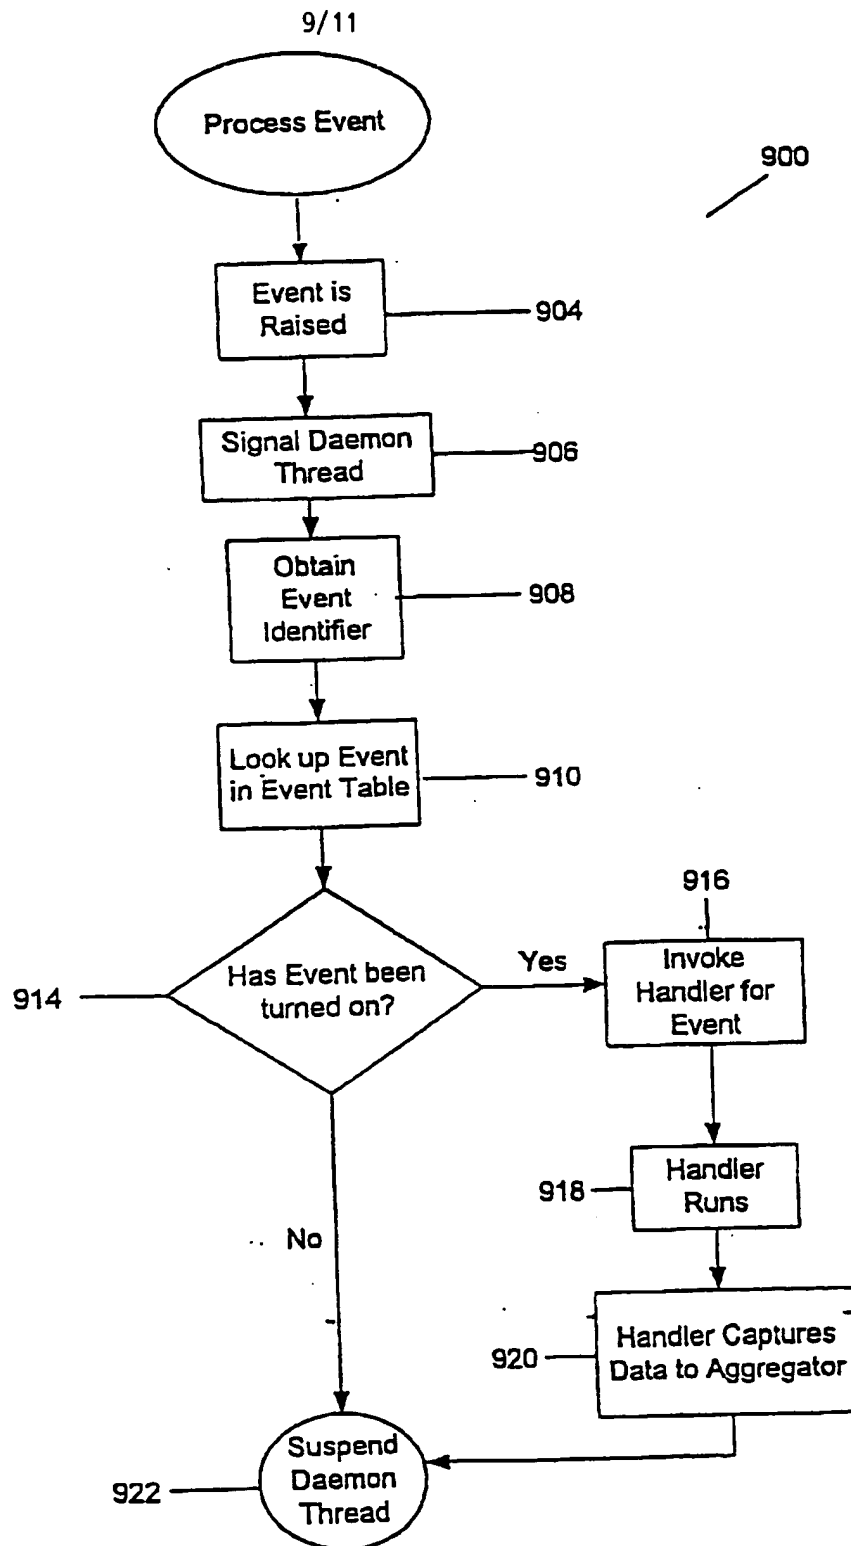 9/11
Process Event
900
Event is
Raised
904
Signal Daemon
Thread
906
Obtain
Event
Identifier
908
Look up Event
in Event Table
910
916
Has Event been
turned on?
914
Yes
Invoke
Handler for
Event
Handler
Runs
918
No
Handler Captures
Data to Aggregator
920
Suspend
Daemon
Thread
922